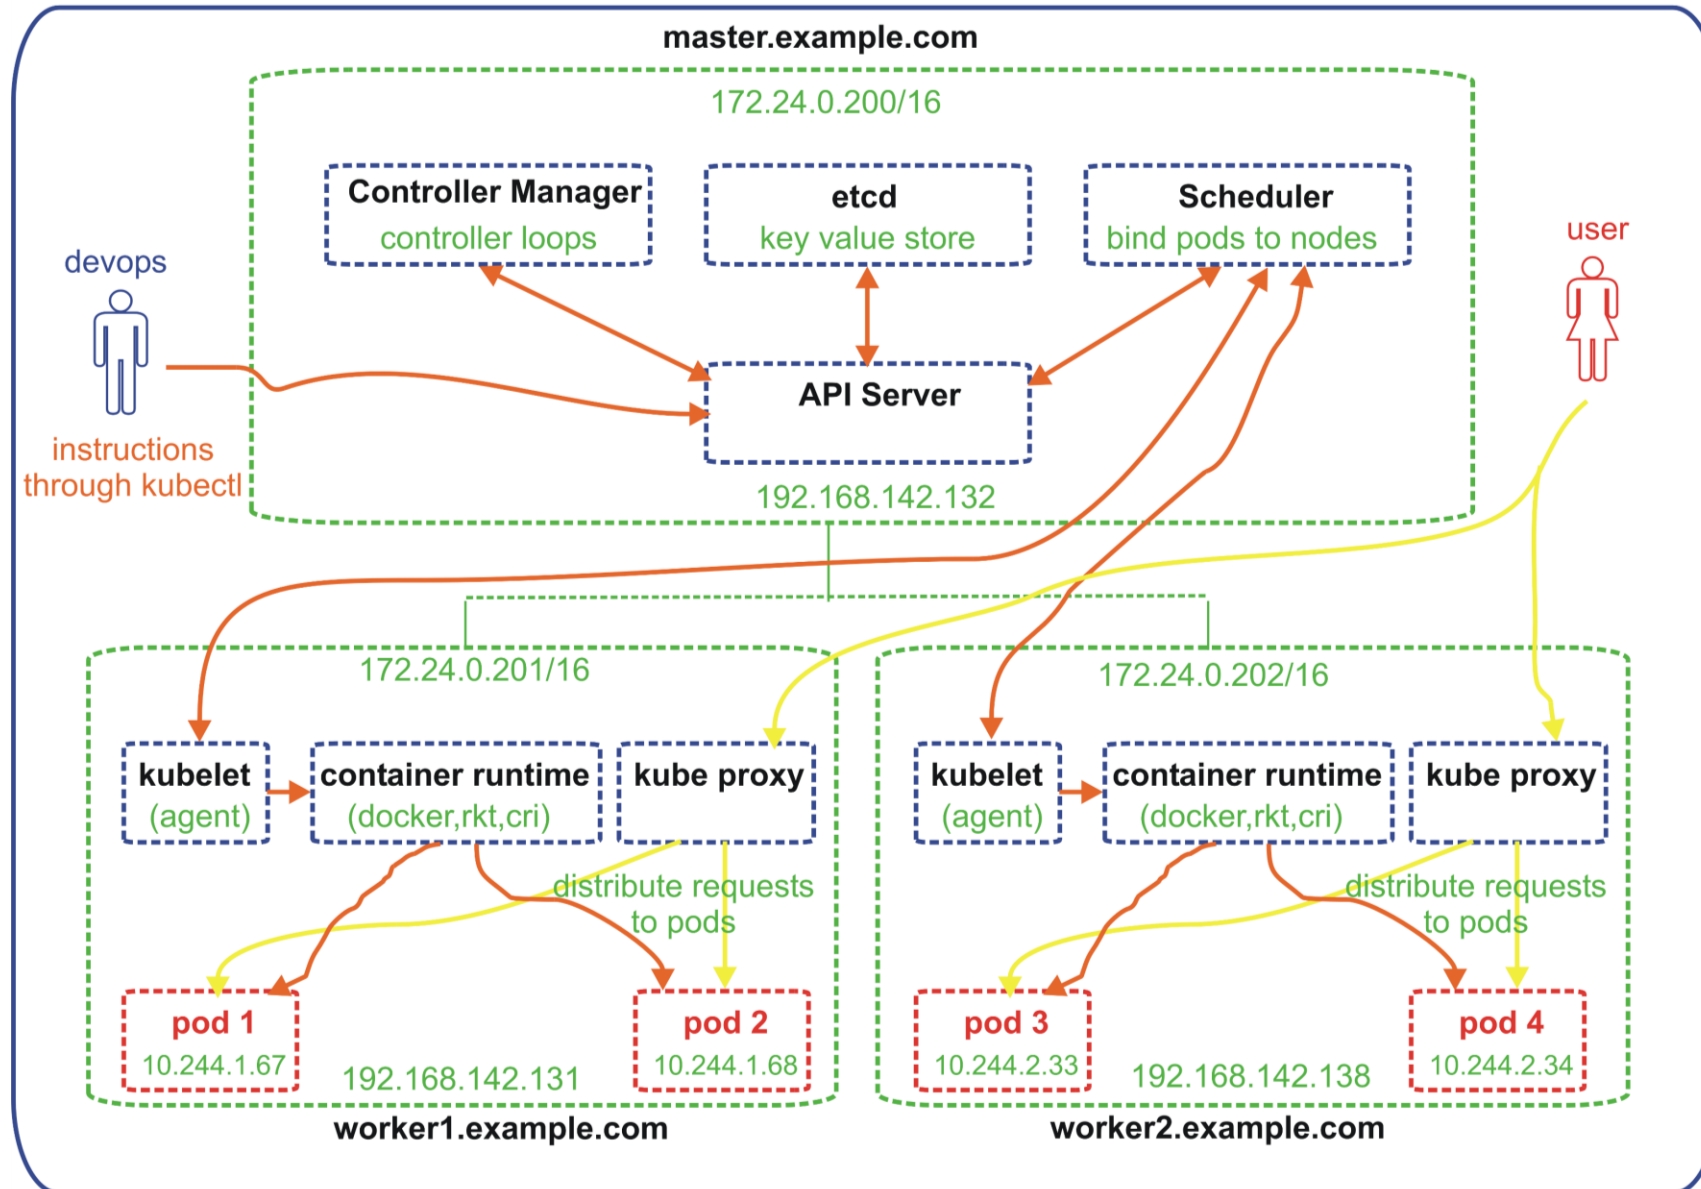 master.example.com
172.24.0.200/16
Controller Manager
controller loops
etcd
key value store
Scheduler
bind pods to nodes
devops
user
API Server
instructions
through kubectl
192.168.142.132
172.24.0.201/16
kubelet
(agent)
container runtime
(docker,rkt,cri)
kube proxy
distribute requests
to pods
pod 1
10.244.1.67
pod 2
10.244.1.68
192.168.142.131
worker1.example.com
172.24.0.202/16
kubelet
(agent)
container runtime
(docker,rkt,cri)
kube proxy
distribute requests
to pods
pod 3
10.244.2.33
pod 4
10.244.2.34
192.168.142.138
worker2.example.com